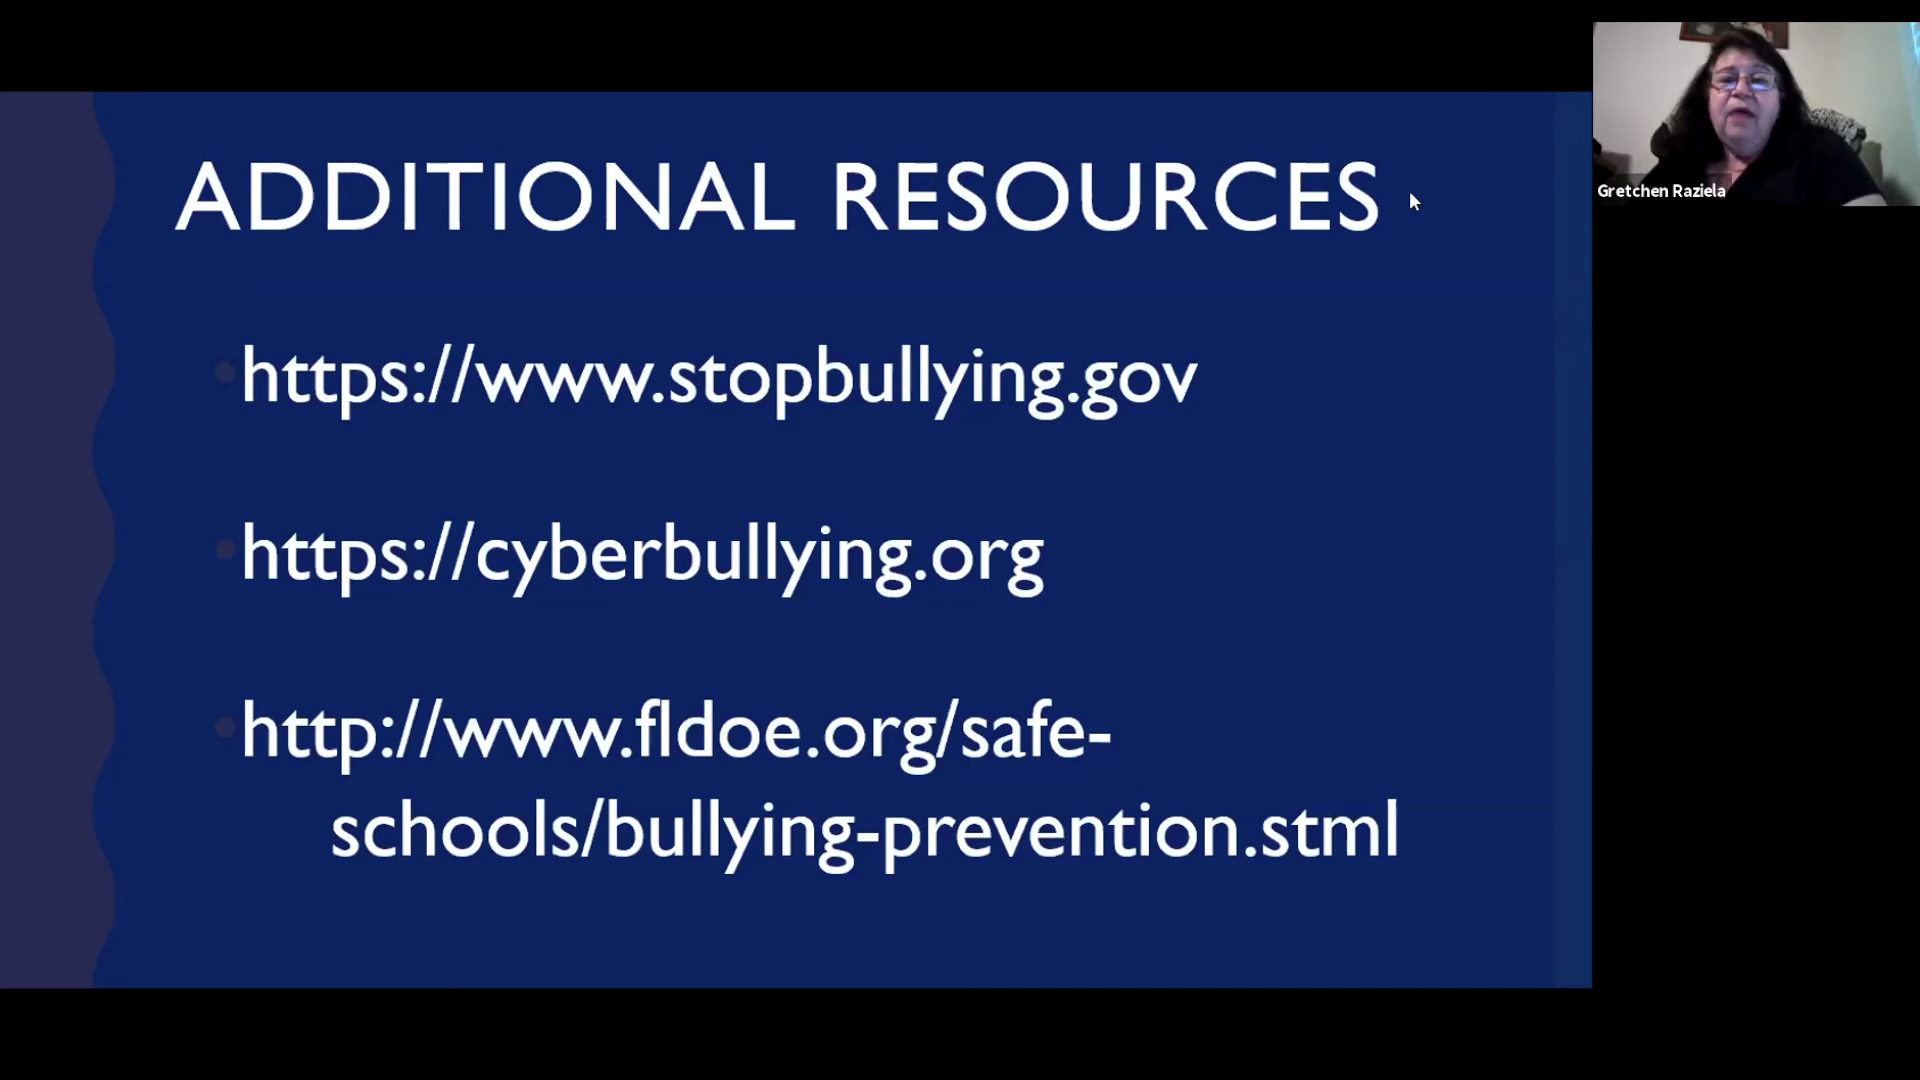 ADDITIONAL RESOURCES
https://www.stopbullying.gov
https://cyberbullying.org
http://www.fldoe.org/safe-
schools/bullying-prevention.stml
Gretchen Raziela